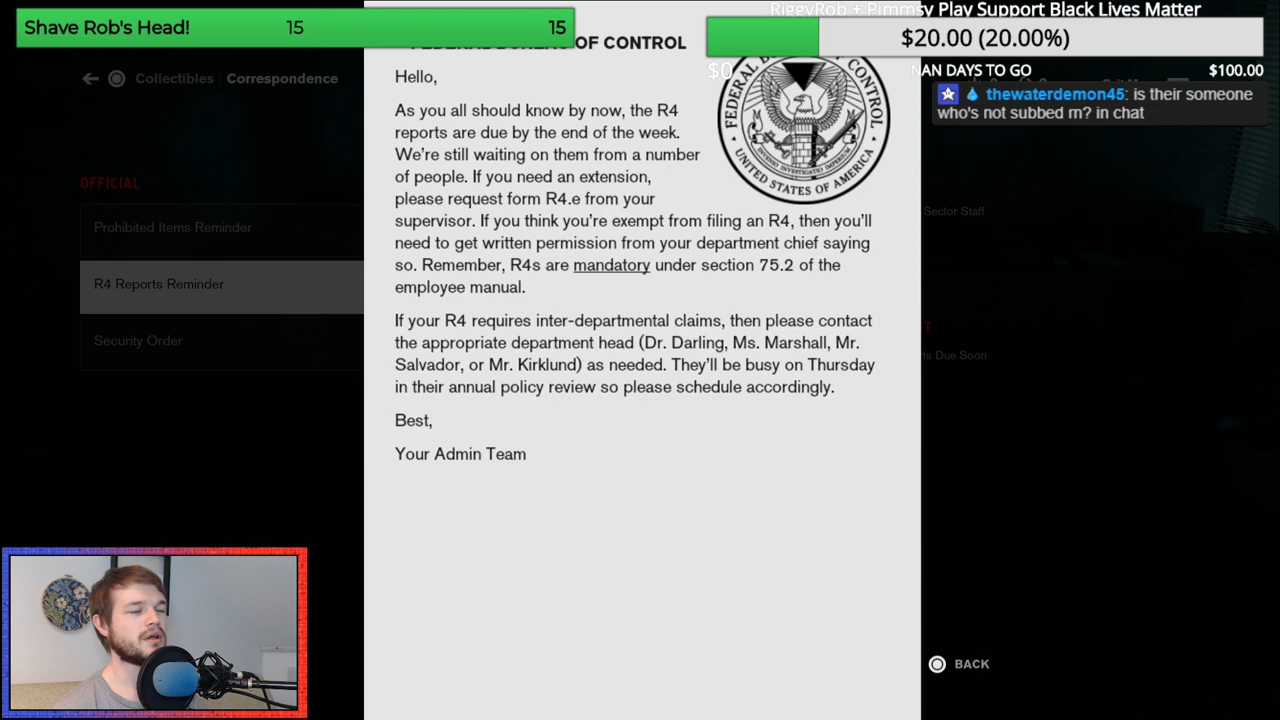 RiggyRob + Pimmsy Play Support Black Lives Matter
Shave Rob's Head! 15 15
$20.00 (20.00%)
$0 NAN DAYS TO GO $100.00
thewaterdemon45: is their someone
who's not subbed rn? in chat
FEDERAL BUREAU OF CONTROL
Collectibles / Correspondence
OFFICIAL
Prohibited Items Reminder
R4 Reports Reminder
Security Order
Hello,
As you all should know by now, the R4
reports are due by the end of the week.
We're still waiting on them from a number
of people. If you need an extension,
please request form R4.e from your
supervisor. If you think you're exempt from filing an R4, then you'll
need to get written permission from your department chief saying
so. Remember, R4s are mandatory under section 75.2 of the
employee manual.
If your R4 requires inter-departmental claims, then please contact
the appropriate department head (Dr. Darling, Ms. Marshall, Mr.
Salvador, or Mr. Kirklund) as needed. They'll be busy on Thursday
in their annual policy review so please schedule accordingly.
Best,
Your Admin Team
UNITED STATES OF AMERICA
Sector Staff
Due Soon
BACK